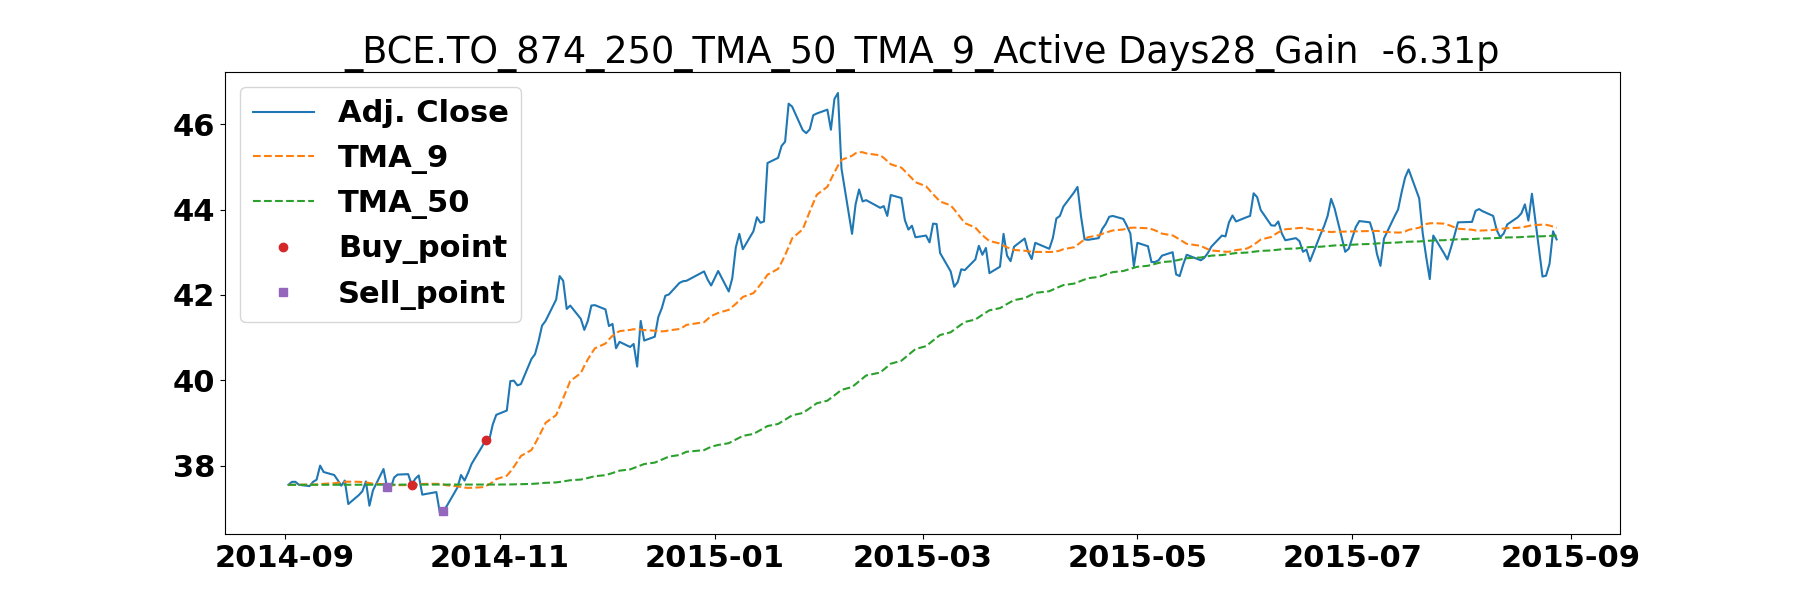 _BCE.TO_874_250_TMA_50_TMA_9_Active Days28_Gain  -6.31p
Adj. Close
TMA_9
TMA_50
Buy_point
Sell_point
46
44
42
40
38
2014-09 2014-11 2015-01 2015-03 2015-05 2015-07 2015-09